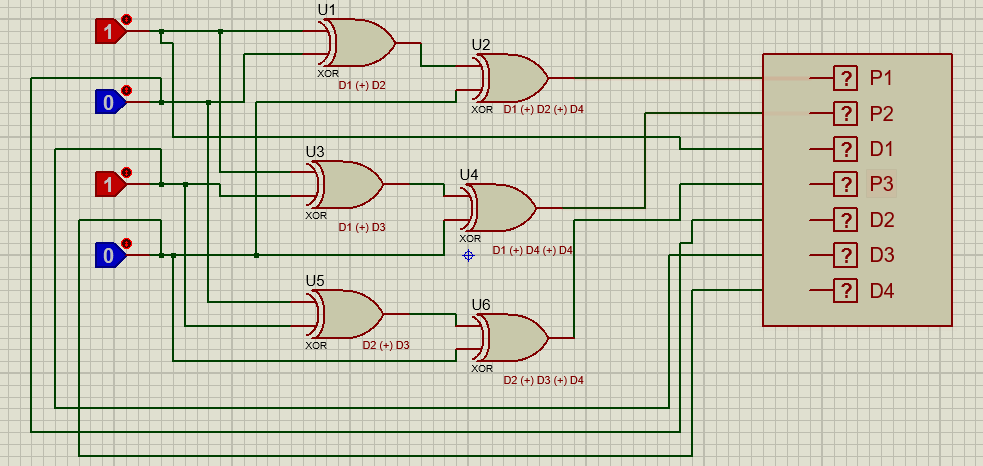 U1
1
XOR
D1 (+) D2
U2
XOR
D1 (+) D2 (+) D4
0
U3
1
XOR
D1 (+) D3
U4
XOR
D1 (+) D4 (+) D4
0
U5
XOR
D2 (+) D3
U6
XOR
D2 (+) D3 (+) D4
? P1
? P2
? D1
? P3
? D2
? D3
? D4